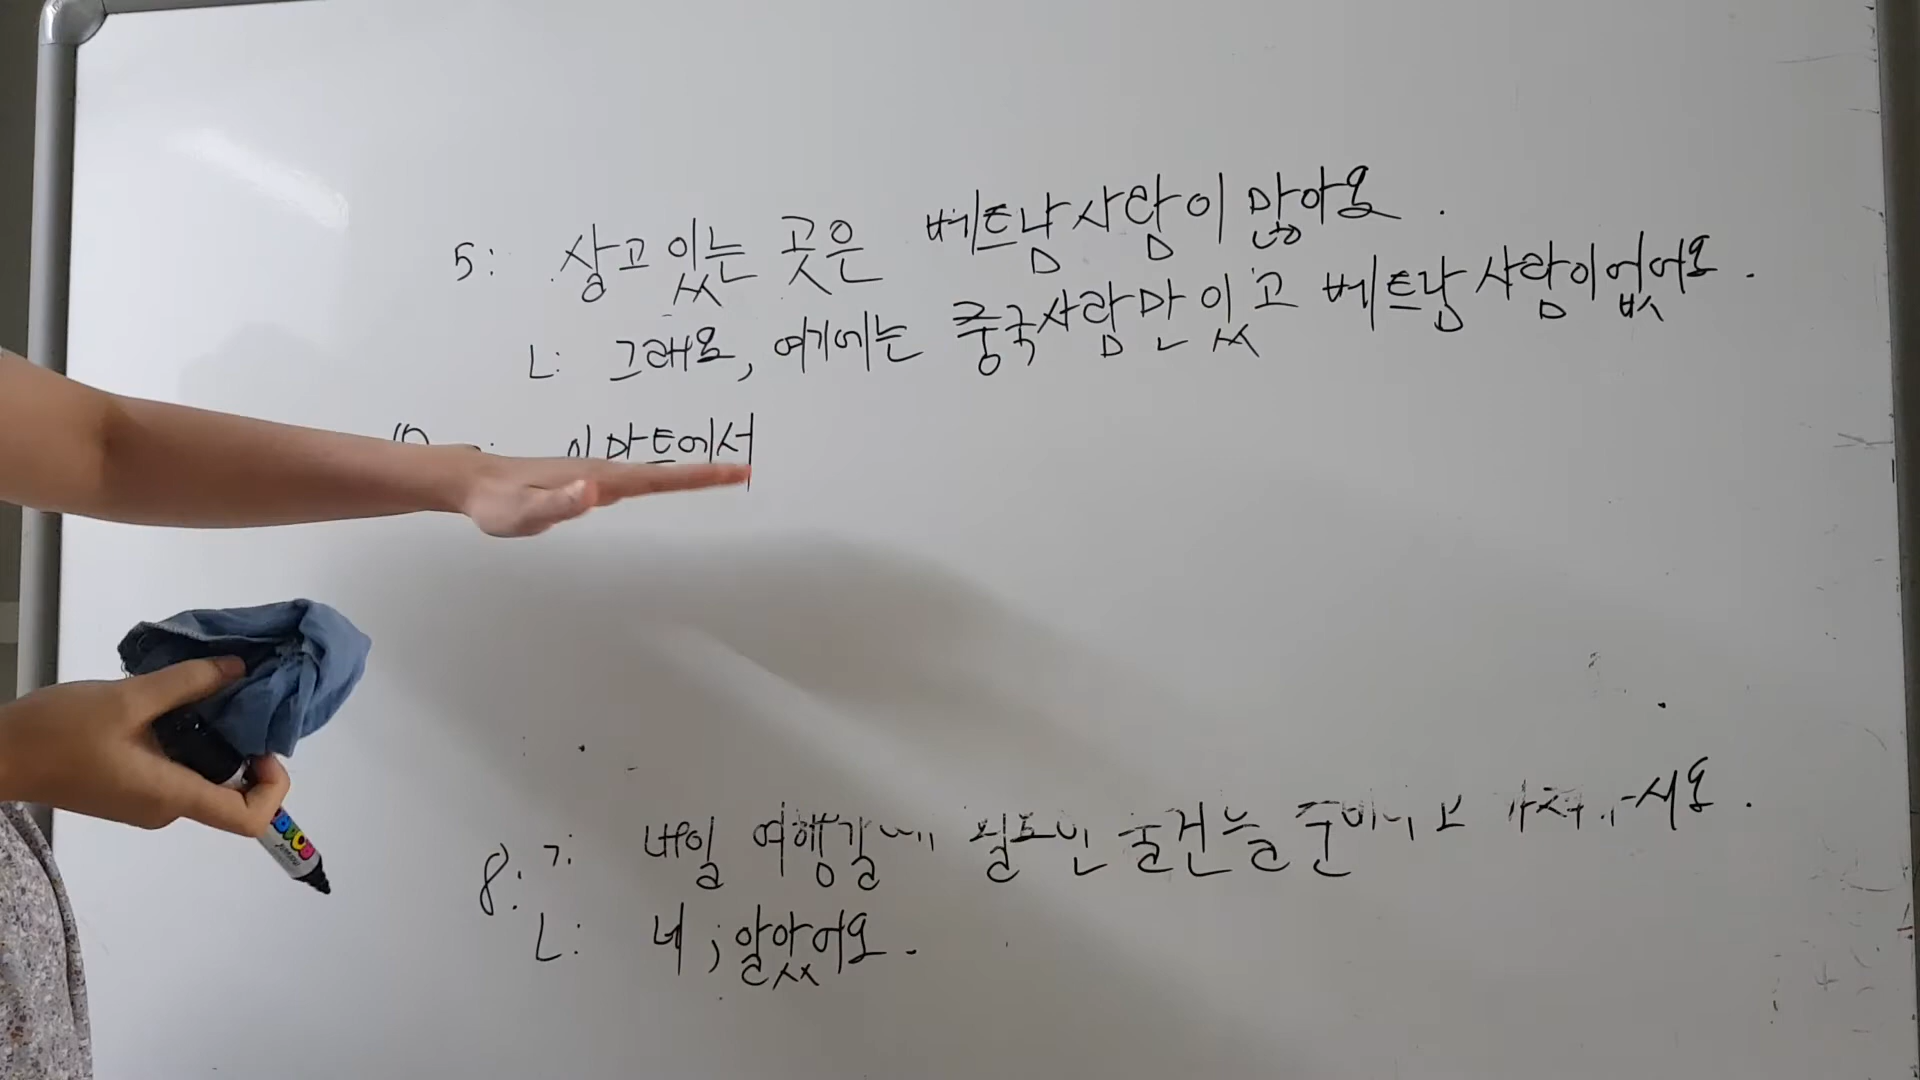 5: 살고 있는 곳은 베트남 사람이 많아요.
ㄴ: 그래요, 여기에는 중국사람만 있고 베트남 사람이 없어요.
이마트에서
8: ㄱ: 내일 여행갈 필요한 물건을 준비
ㄴ: 네, 알았어요.